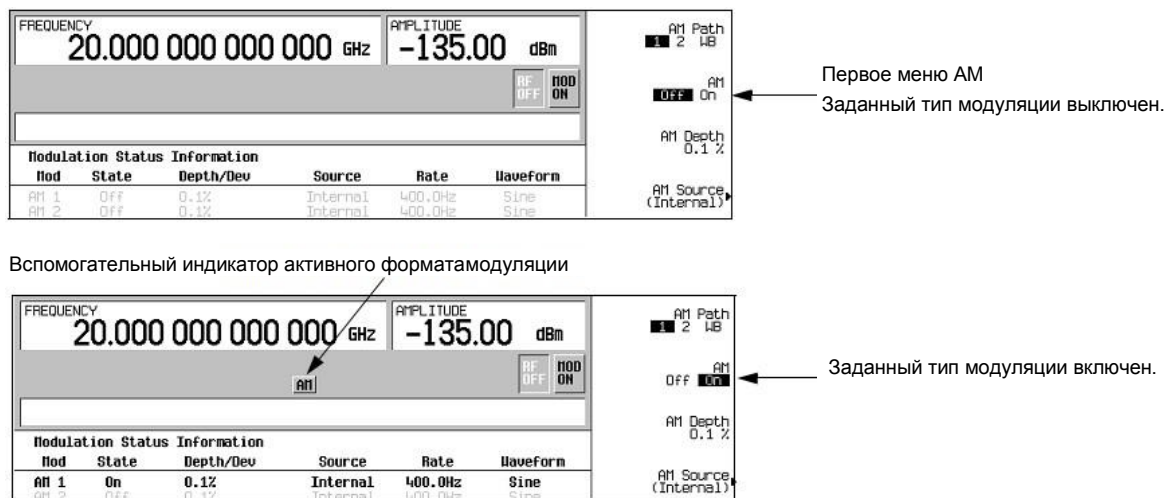 FREQUENCY
20.000 000 000 000 GHz
AMPLITUDE
-135.00 dBm
RF OFF
MOD ON
Modulation Status Information
Mod State Depth/Dev Source Rate Waveform
AM 1 Off 0.1% Internal 400.0Hz Sine
AM 2 Off 0.1% Internal 400.0Hz Sine
AM Path
1 2 WB
AM
Off On
AM Depth
0.1 %
AM Source
(Internal)
Первое меню AM
Заданный тип модуляции выключен.
Вспомогательный индикатор активного форматамодуляции
FREQUENCY
20.000 000 000 000 GHz
AMPLITUDE
-135.00 dBm
AM
RF OFF
MOD ON
Modulation Status Information
Mod State Depth/Dev Source Rate Waveform
AM 1 On 0.1% Internal 400.0Hz Sine
AM 2 Off 0.1% Internal 400.0Hz Sine
AM Path
1 2 WB
AM
Off On
AM Depth
0.1 %
AM Source
(Internal)
Заданный тип модуляции включен.